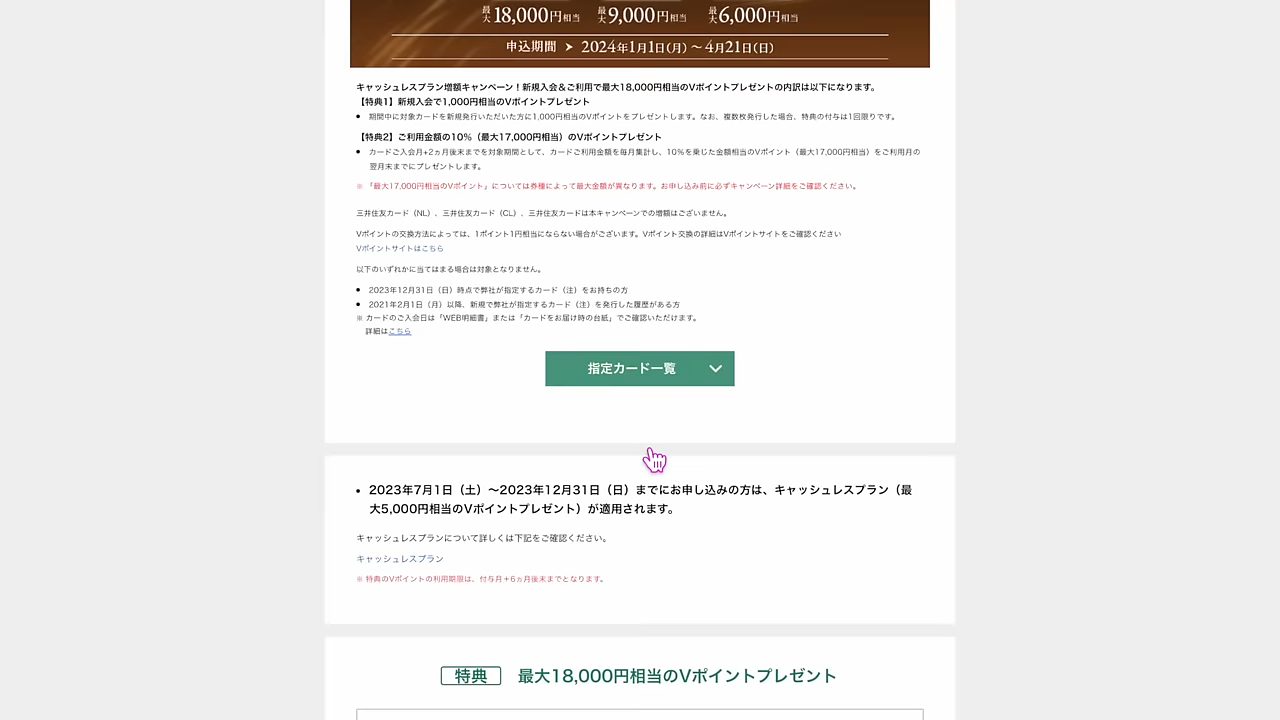 最大18,000円相当 最大9,000円相当 最大6,000円相当
申込期間 ➤ 2024年1月1日(月)～4月21日(日)
キャッシュレスプラン増額キャンペーン！新規入会＆ご利用で最大18,000円相当のVポイントプレゼントの内訳は以下になります。
【特典1】新規入会で1,000円相当のVポイントプレゼント
• 期間中に対象カードを新規発行いただいた方に1,000円相当のVポイントをプレゼントします。なお、複数枚発行した場合、特典の付与は1回限りです。
【特典2】ご利用金額の10%（最大17,000円相当）のVポイントプレゼント
• カードご入会月+2ヵ月後末までを対象期間として、カードご利用金額を毎月集計し、10%を乗じた金額相当のVポイント（最大17,000円相当）をご利用月の
翌月末までにプレゼントします。
※ 「最大17,000円相当のVポイント」については券種によって最大金額が異なります。お申し込み前に必ずキャンペーン詳細をご確認ください。
三井住友カード（NL）、三井住友カード（CL）、三井住友カードは本キャンペーンでの増額はございません。
Vポイントの交換方法によっては、1ポイント1円相当にならない場合がございます。Vポイント交換の詳細はVポイントサイトをご確認ください
Vポイントサイトはこちら
以下のいずれかに当てはまる場合は対象となりません。
• 2023年12月31日（日）時点で弊社が指定するカード（注）をお持ちの方
• 2021年2月1日（月）以降、新規で弊社が指定するカード（注）を発行した履歴がある方
※ カードのご入会日は「WEB明細書」または「カードをお届け時の台紙」でご確認いただけます。
詳細はこちら
指定カード一覧
• 2023年7月1日（土）～2023年12月31日（日）までにお申し込みの方は、キャッシュレスプラン（最
大5,000円相当のVポイントプレゼント）が適用されます。
キャッシュレスプランについて詳しくは下記をご確認ください。
キャッシュレスプラン
※ 特典のVポイントの利用期限は、付与月＋6ヵ月後末までとなります。
特典 最大18,000円相当のVポイントプレゼント